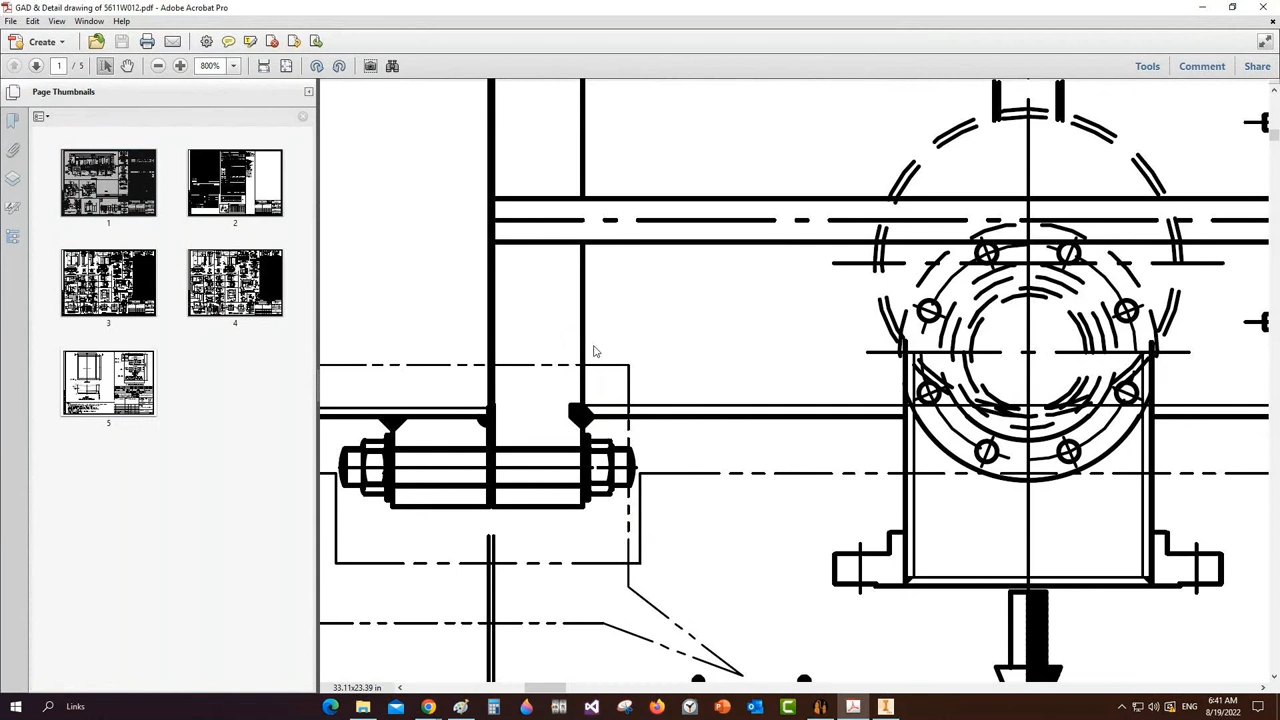 GAD & Detail drawing of 5611W012.pdf - Adobe Acrobat Pro
File Edit View Window Help
Create
1 / 5 800% Tools Comment Share
Page Thumbnails
1
2
3
4
5
33.11x23.39 in
Links
ENG
6:41 AM
8/19/2022